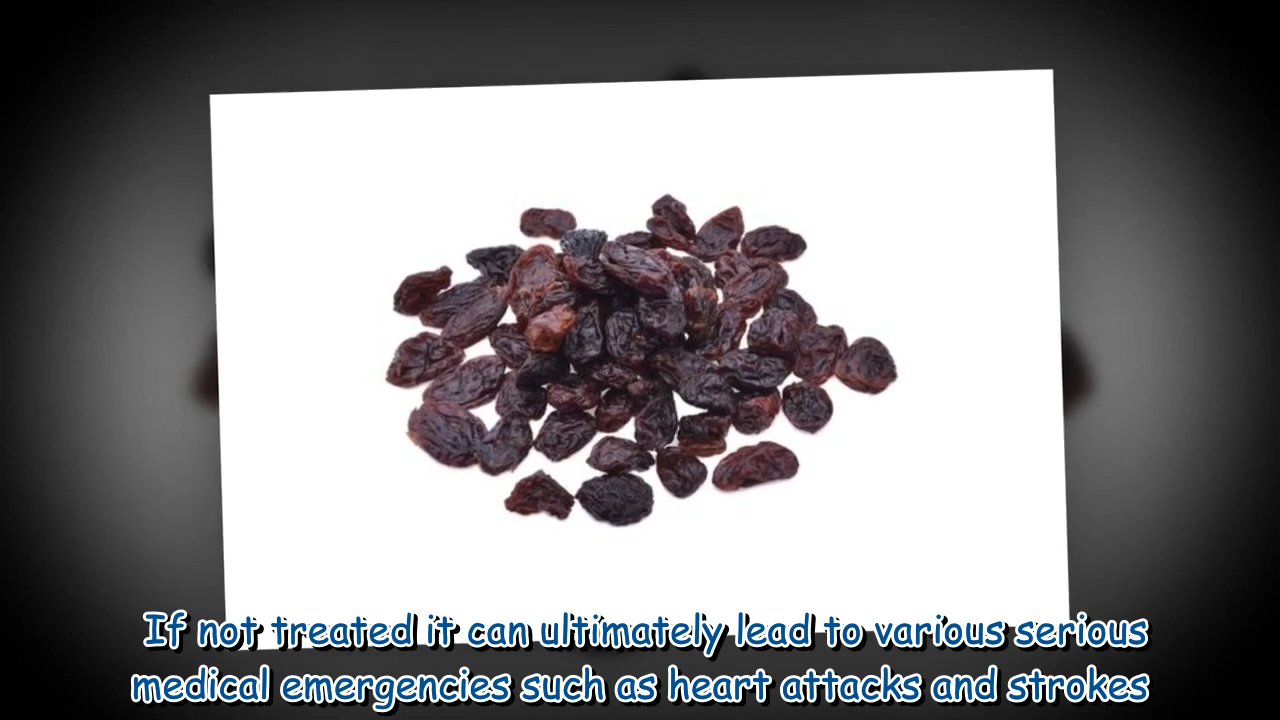 If not treated it can ultimately lead to various serious
medical emergencies such as heart attacks and strokes